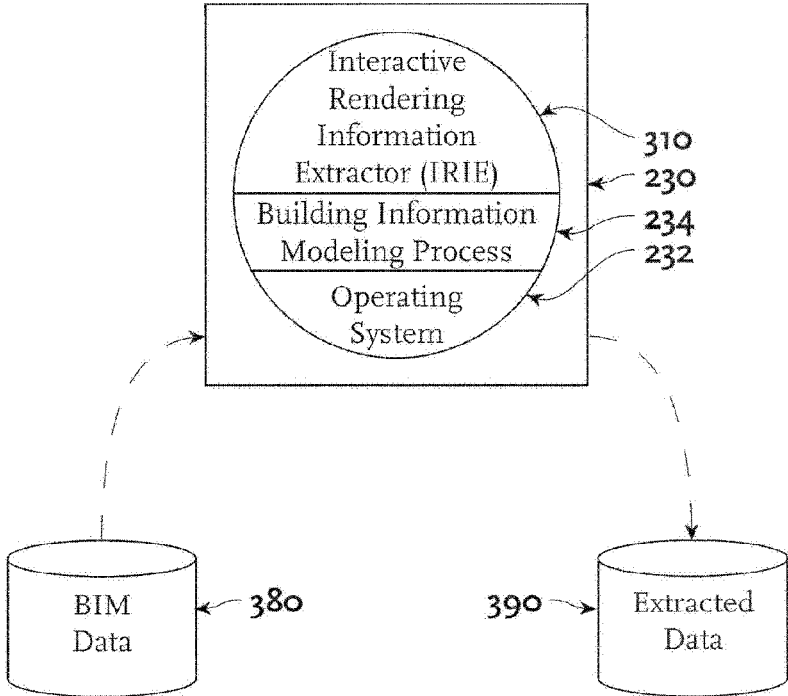 Interactive
Rendering
Information
Extractor (IRIE)
310
230
Building Information
Modeling Process
234
232
Operating
System
BIM
Data
380
390
Extracted
Data